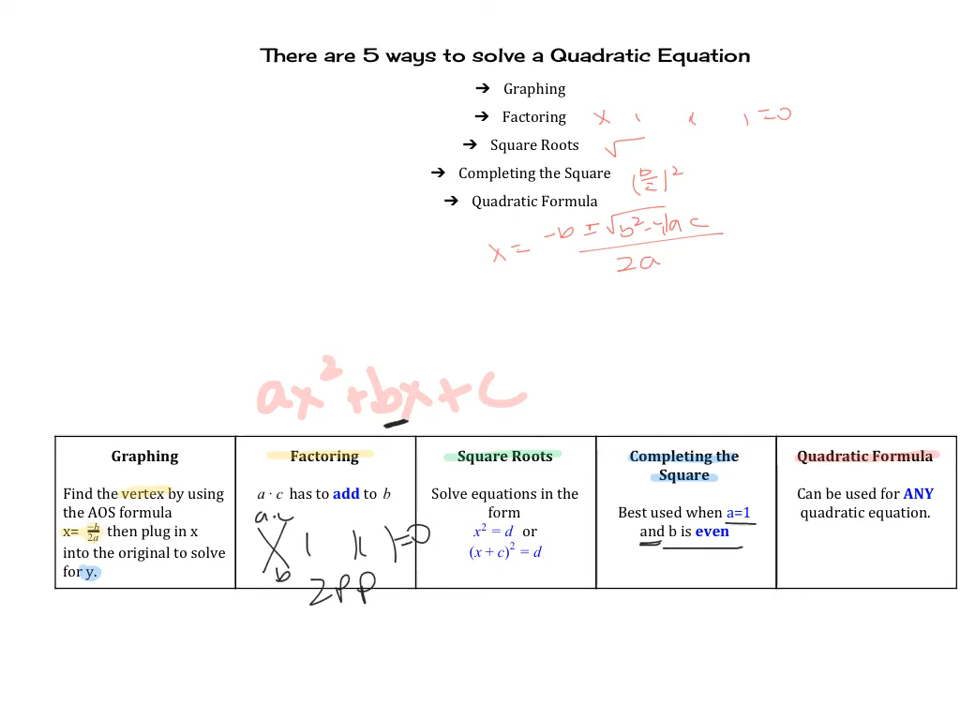 There are 5 ways to solve a Quadratic Equation
➔ Graphing
➔ Factoring X ( )( ) = 0
➔ Square Roots √
➔ Completing the Square (b/2)²
➔ Quadratic Formula
x = -b ± √b² - 4ac / 2a
ax² + bx + c
Graphing
Find the vertex by using
the AOS formula
x= -b/2a then plug in x
into the original to solve
for y.
Factoring
a · c has to add to b
a·c
X ( )( ) = 0
b
ZPP
Square Roots
Solve equations in the
form
x² = d or
(x + c)² = d
Completing the
Square
Best used when a=1
and b is even
Quadratic Formula
Can be used for ANY
quadratic equation.